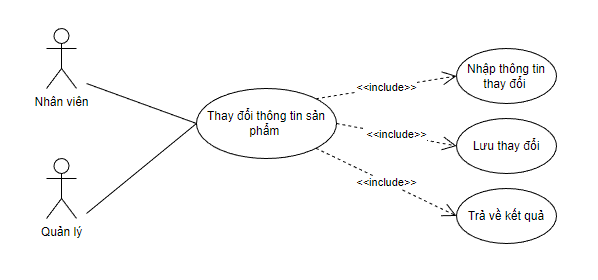 Nhân viên
Quản lý
Thay đổi thông tin sản
phẩm
<<include>>
<<include>>
<<include>>
Nhập thông tin
thay đổi
Lưu thay đổi
Trả về kết quả